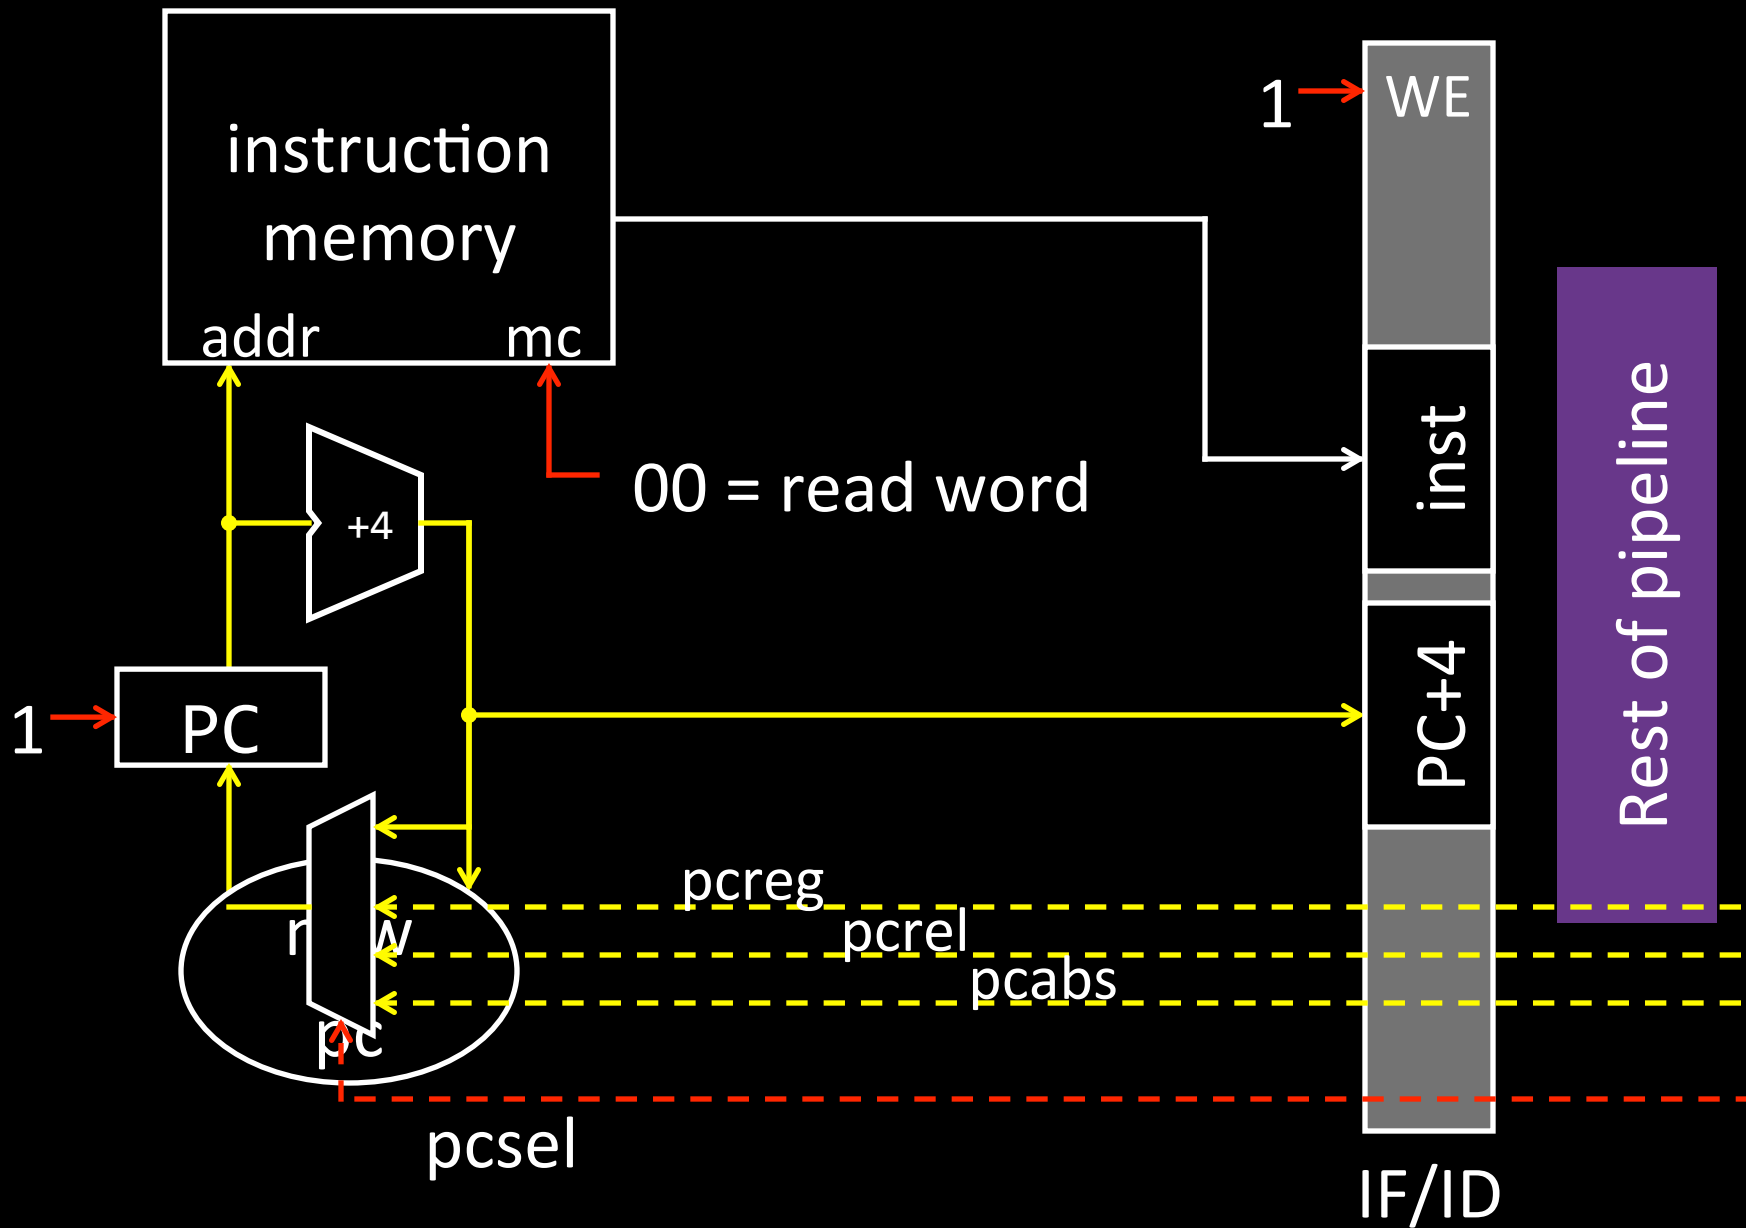 instruction
memory
addr
mc
1
WE
+4
00 = read word
inst
Rest of pipeline
1
PC
PC+4
pcreg
pcrel
pcabs
pc
pcsel
IF/ID